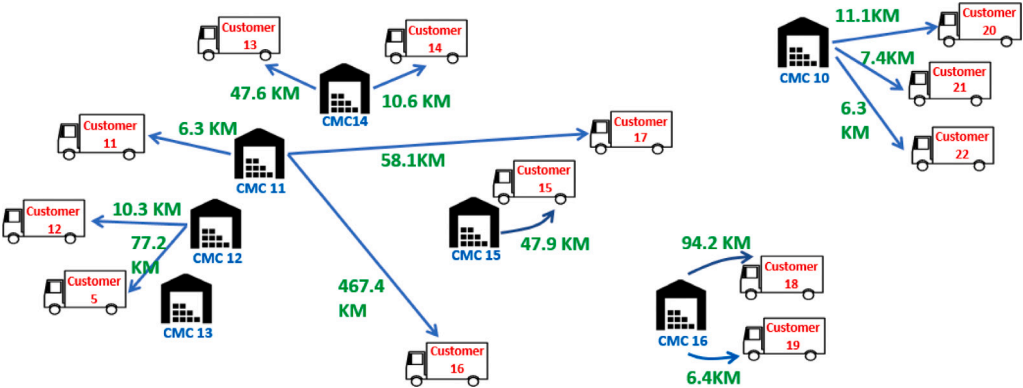 Customer
13
Customer
14
47.6 KM
10.6 KM
CMC14
11.1KM
Customer
20
7.4KM
CMC 10
Customer
21
6.3
KM
Customer
22
Customer
11
6.3 KM
CMC 11
58.1KM
Customer
17
Customer
15
CMC 15
47.9 KM
Customer
12
10.3 KM
77.2
KM
CMC 12
Customer
5
CMC 13
467.4
KM
Customer
16
94.2 KM
Customer
18
CMC 16
Customer
19
6.4KM